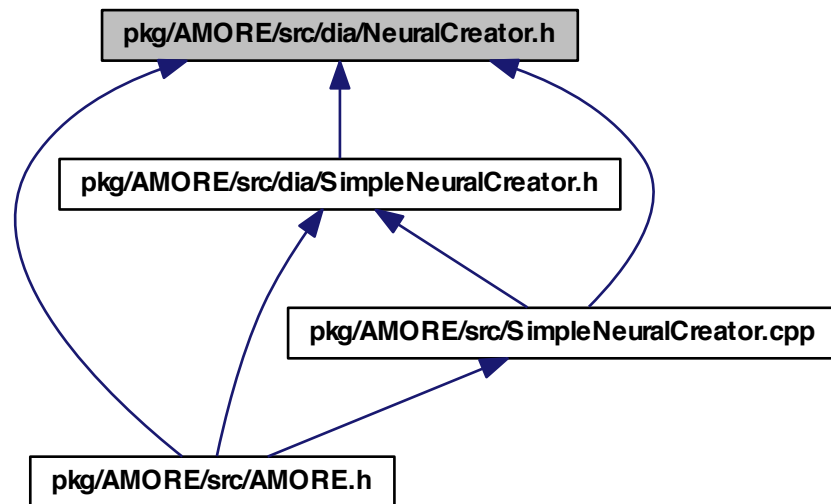 pkg/AMORE/src/dia/NeuralCreator.h
pkg/AMORE/src/dia/SimpleNeuralCreator.h
pkg/AMORE/src/SimpleNeuralCreator.cpp
pkg/AMORE/src/AMORE.h